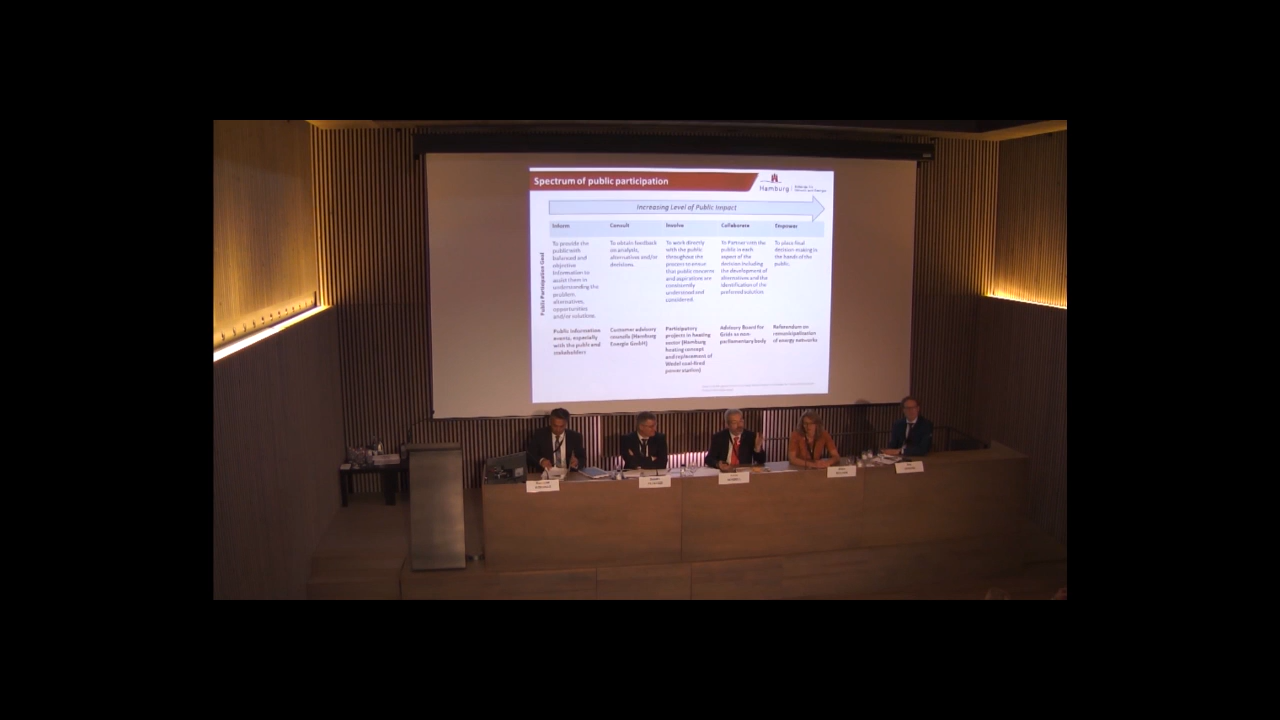 Spectrum of public participation
Hamburg
Increasing Level of Public Impact
Inform
Consult
Involve
Collaborate
Empower
Public Participation Goal
To provide the
public with
balanced and
objective
information to
assist them in
understanding the
problem,
alternatives,
opportunities
and/or solutions.
To obtain feedback
on analysis,
alternatives and/or
decisions.
To work directly
with the public
throughout the
process to ensure
that public concerns
and aspirations are
consistently
understood and
considered.
To Partner with the
public in each
aspect of the
decision including
the development of
alternatives and the
identification of the
preferred solution
To place final
decision making in
the hands of the
public.
Public information
events, especially
with the public and
stakeholders
Customer advisory
councils (Hamburg
Energie GmbH)
Participatory
projects in heating
sector (Hamburg
heating concept
and replacement of
Wedel coal-fired
power station)
Advisory Board for
Grids as non-
parliamentary body
Referendum on
remunicipalisation
of energy networks